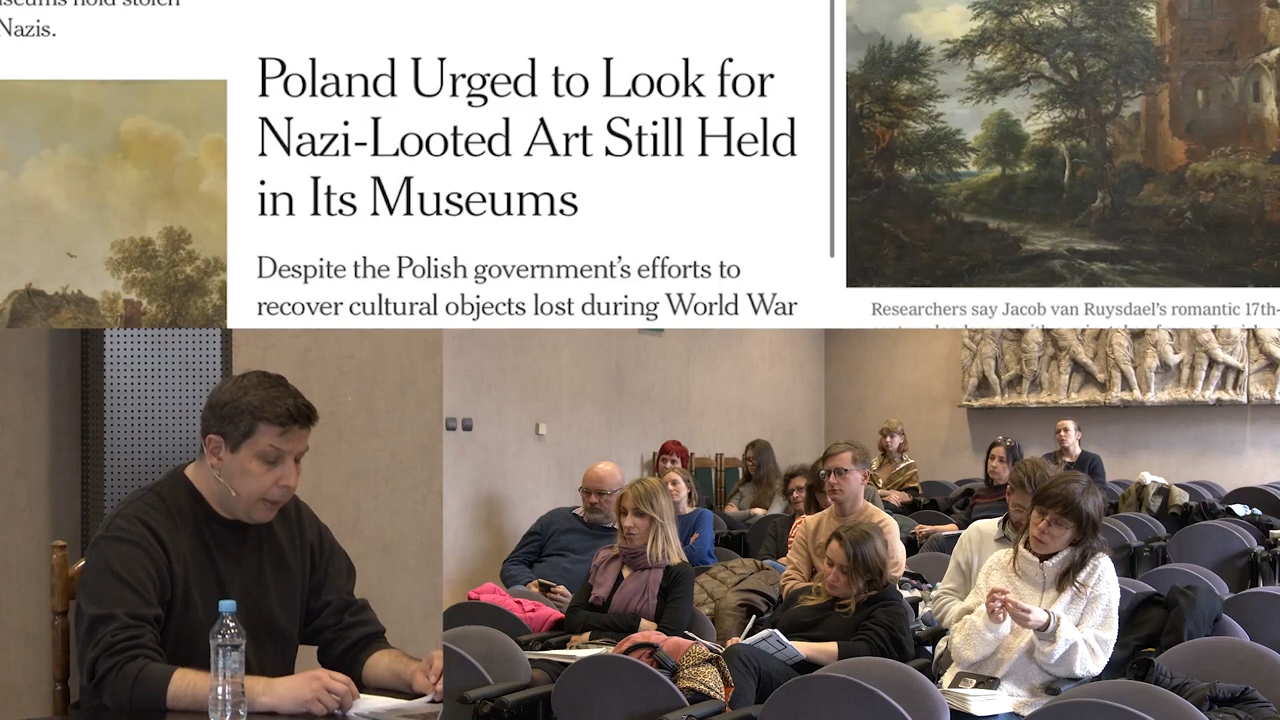 Nazis.
Poland Urged to Look for
Nazi-Looted Art Still Held
in Its Museums
Despite the Polish government's efforts to
recover cultural objects lost during World War
Researchers say Jacob van Ruysdael's romantic 17th-